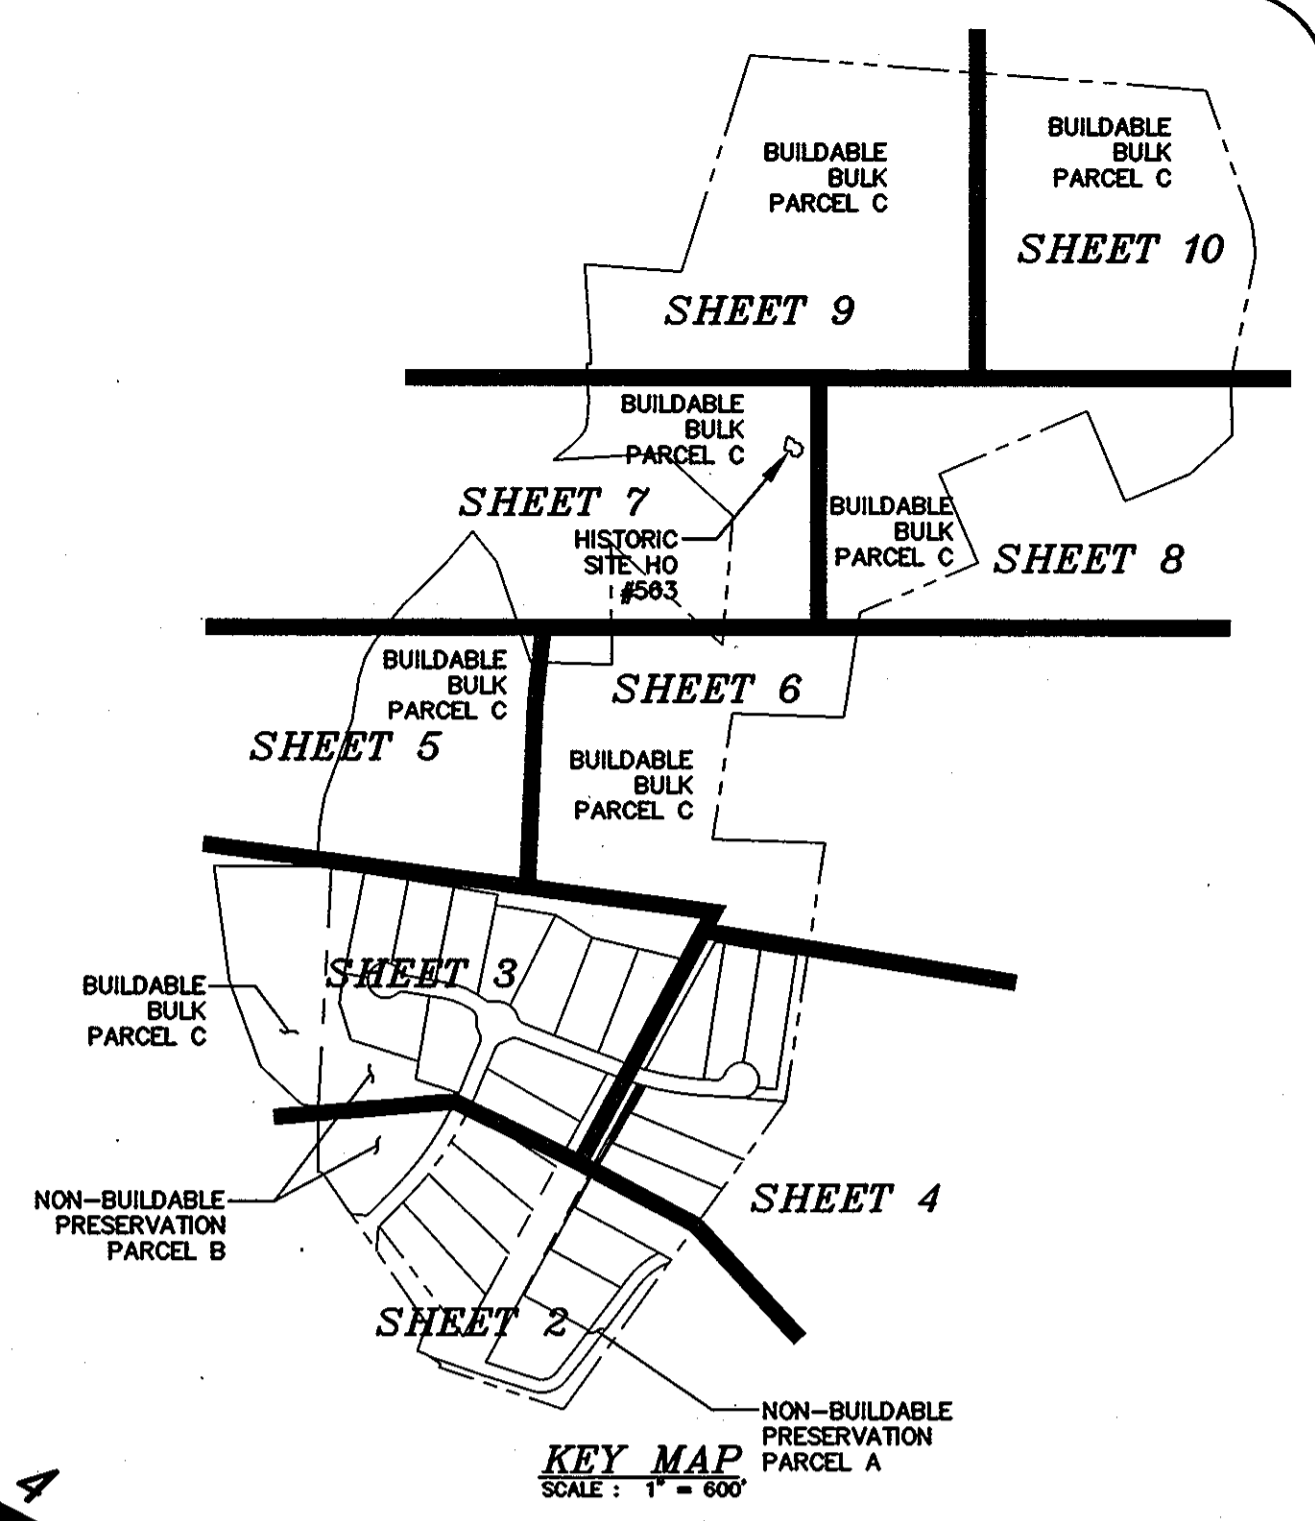 BUILDABLE
BULK
PARCEL C
BUILDABLE
BULK
PARCEL C
SHEET 10
SHEET 9
BUILDABLE
BULK
PARCEL C
SHEET 7
BUILDABLE
BULK
PARCEL C
HISTORIC
SITE HO
#563
SHEET 8
BUILDABLE
BULK
PARCEL C
SHEET 6
SHEET 5
BUILDABLE
BULK
PARCEL C
SHEET 3
BUILDABLE
BULK
PARCEL C
NON-BUILDABLE
PRESERVATION
PARCEL B
SHEET 4
SHEET 2
NON-BUILDABLE
PRESERVATION
PARCEL A
KEY MAP
SCALE : 1" = 600'
4